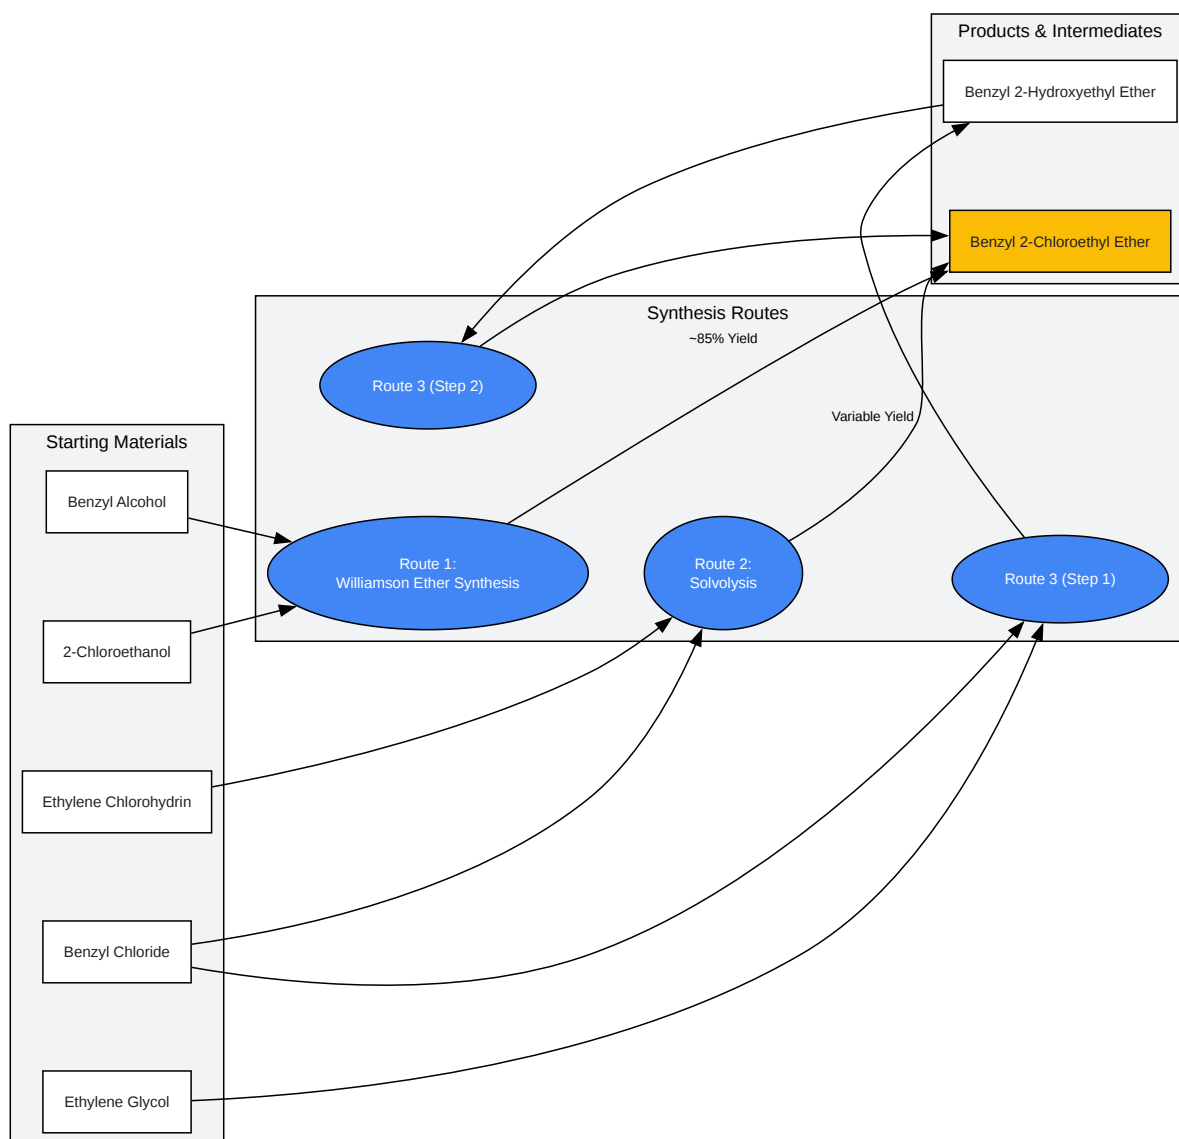 Products & Intermediates
Benzyl 2-Hydroxyethyl Ether
Benzyl 2-Chloroethyl Ether
Synthesis Routes
~85% Yield
Route 3 (Step 2)
Variable Yield
Starting Materials
Benzyl Alcohol
Route 1:
Williamson Ether Synthesis
Route 2:
Solvolysis
Route 3 (Step 1)
2-Chloroethanol
Ethylene Chlorohydrin
Benzyl Chloride
Ethylene Glycol